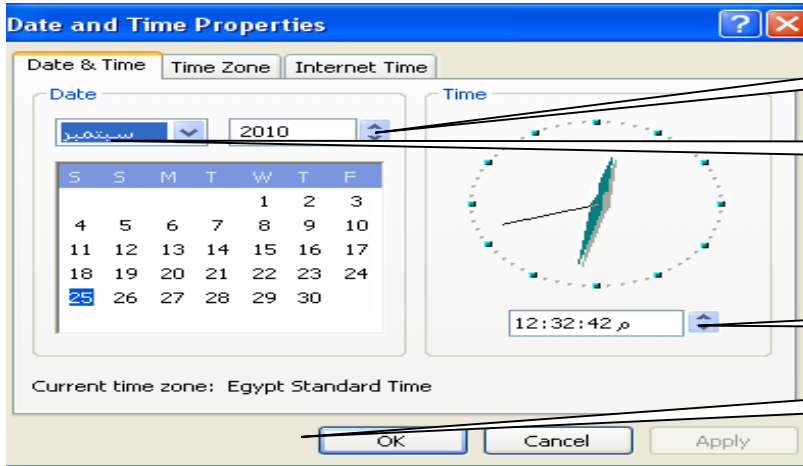 Date and Time Properties
Date & Time Time Zone Internet Time
Date
Time
سبتمبر 2010
S S M T W T F
1 2 3
4 5 6 7 8 9 10
11 12 13 14 15 16 17
18 19 20 21 22 23 24
25 26 27 28 29 30
12:32:42 م
Current time zone: Egypt Standard Time
OK Cancel Apply